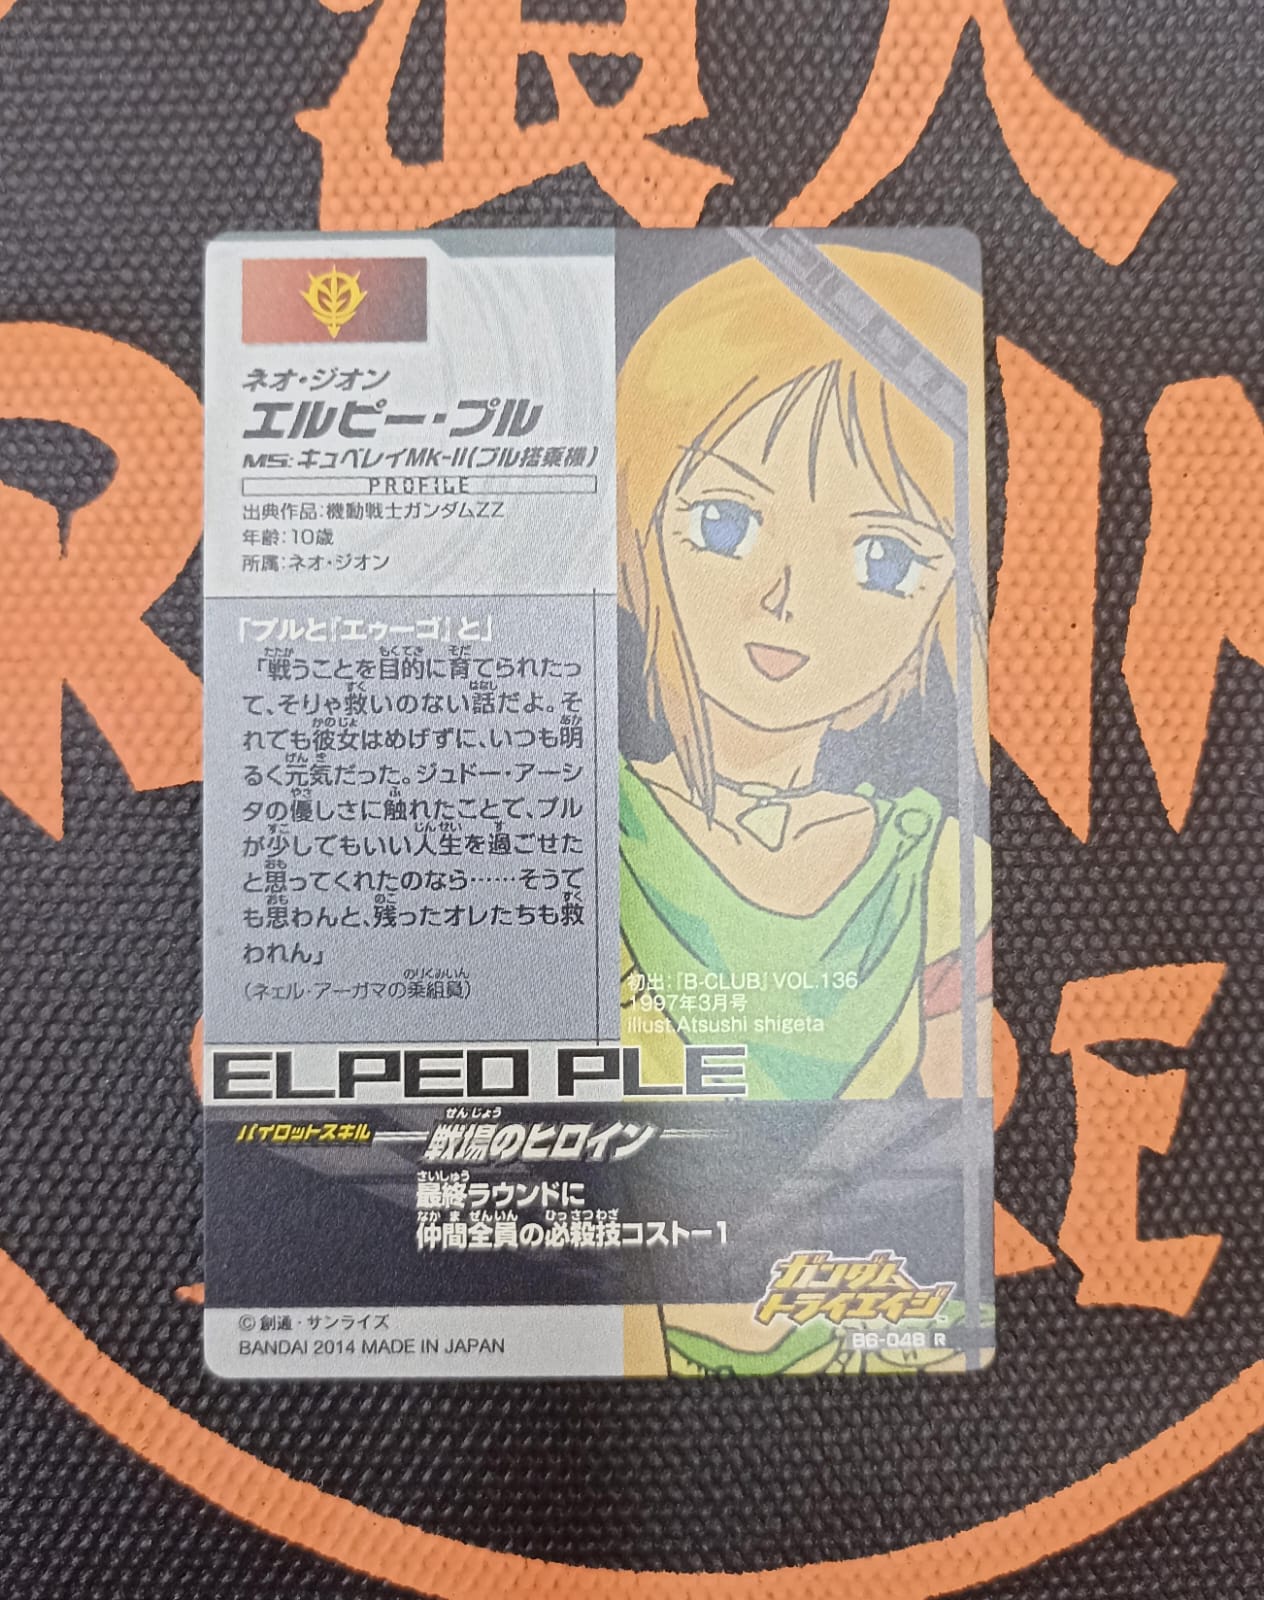 浪人
ネオ・ジオン
エルピー・プル
MS:キュベレイMK-II(プル搭乗機)
PROFILE
出典作品:機動戦士ガンダムZZ
年齢:10歳
所属:ネオ・ジオン
「プルと『エゥーゴ』と」
「戦うことを目的に育てられたっ
て、そりゃ救いのない話だよ。そ
れでも彼女はめげずに、いつも明
るく元気だった。ジュドー・アーシ
タの優しさに触れたことで、プル
が少しでもいい人生を過ごせた
と思ってくれたのなら……そうで
も思わんと、残ったオレたちも救
われん」
(ネェル・アーガマの乗組員)
初出:『B-CLUB』VOL.136
1997年3月号
illust.Atsushi shigeta
ELPEO PLE
パイロットスキル 戦場のヒロイン
最終ラウンドに
仲間全員の必殺技コストー1
ガンダム
トライエイジ
B6-048 R
©創通・サンライズ
BANDAI 2014 MADE IN JAPAN